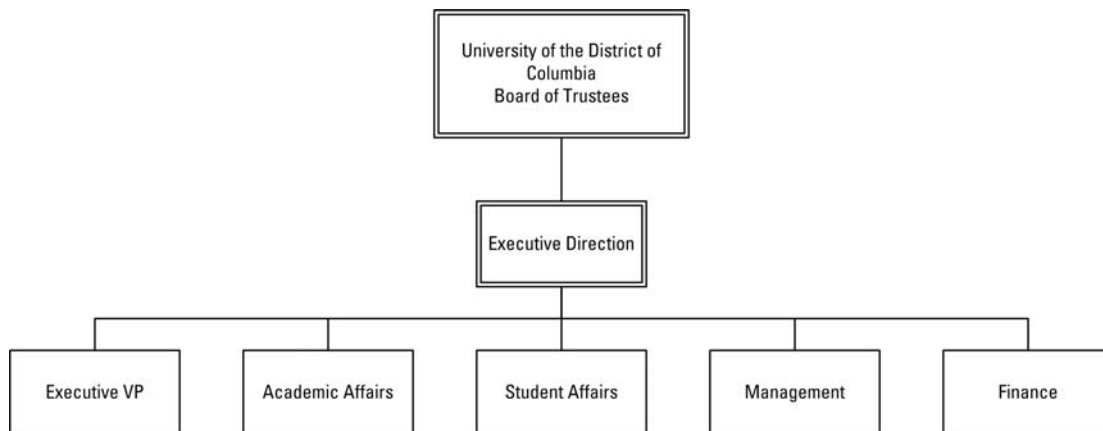 University of the District of
Columbia
Board of Trustees
Executive Direction
Executive VP
Academic Affairs
Student Affairs
Management
Finance